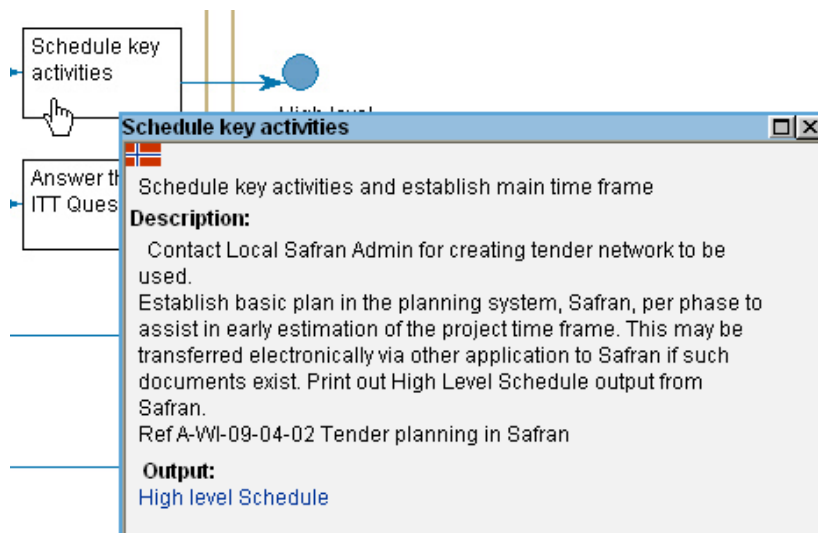 Schedule key
activities
High level
Schedule key activities
Answer th
ITT Ques
Schedule key activities and establish main time frame
Description:
Contact Local Safran Admin for creating tender network to be
used.
Establish basic plan in the planning system, Safran, per phase to
assist in early estimation of the project time frame. This may be
transferred electronically via other application to Safran if such
documents exist. Print out High Level Schedule output from
Safran.
Ref A-WI-09-04-02 Tender planning in Safran
Output:
High level Schedule